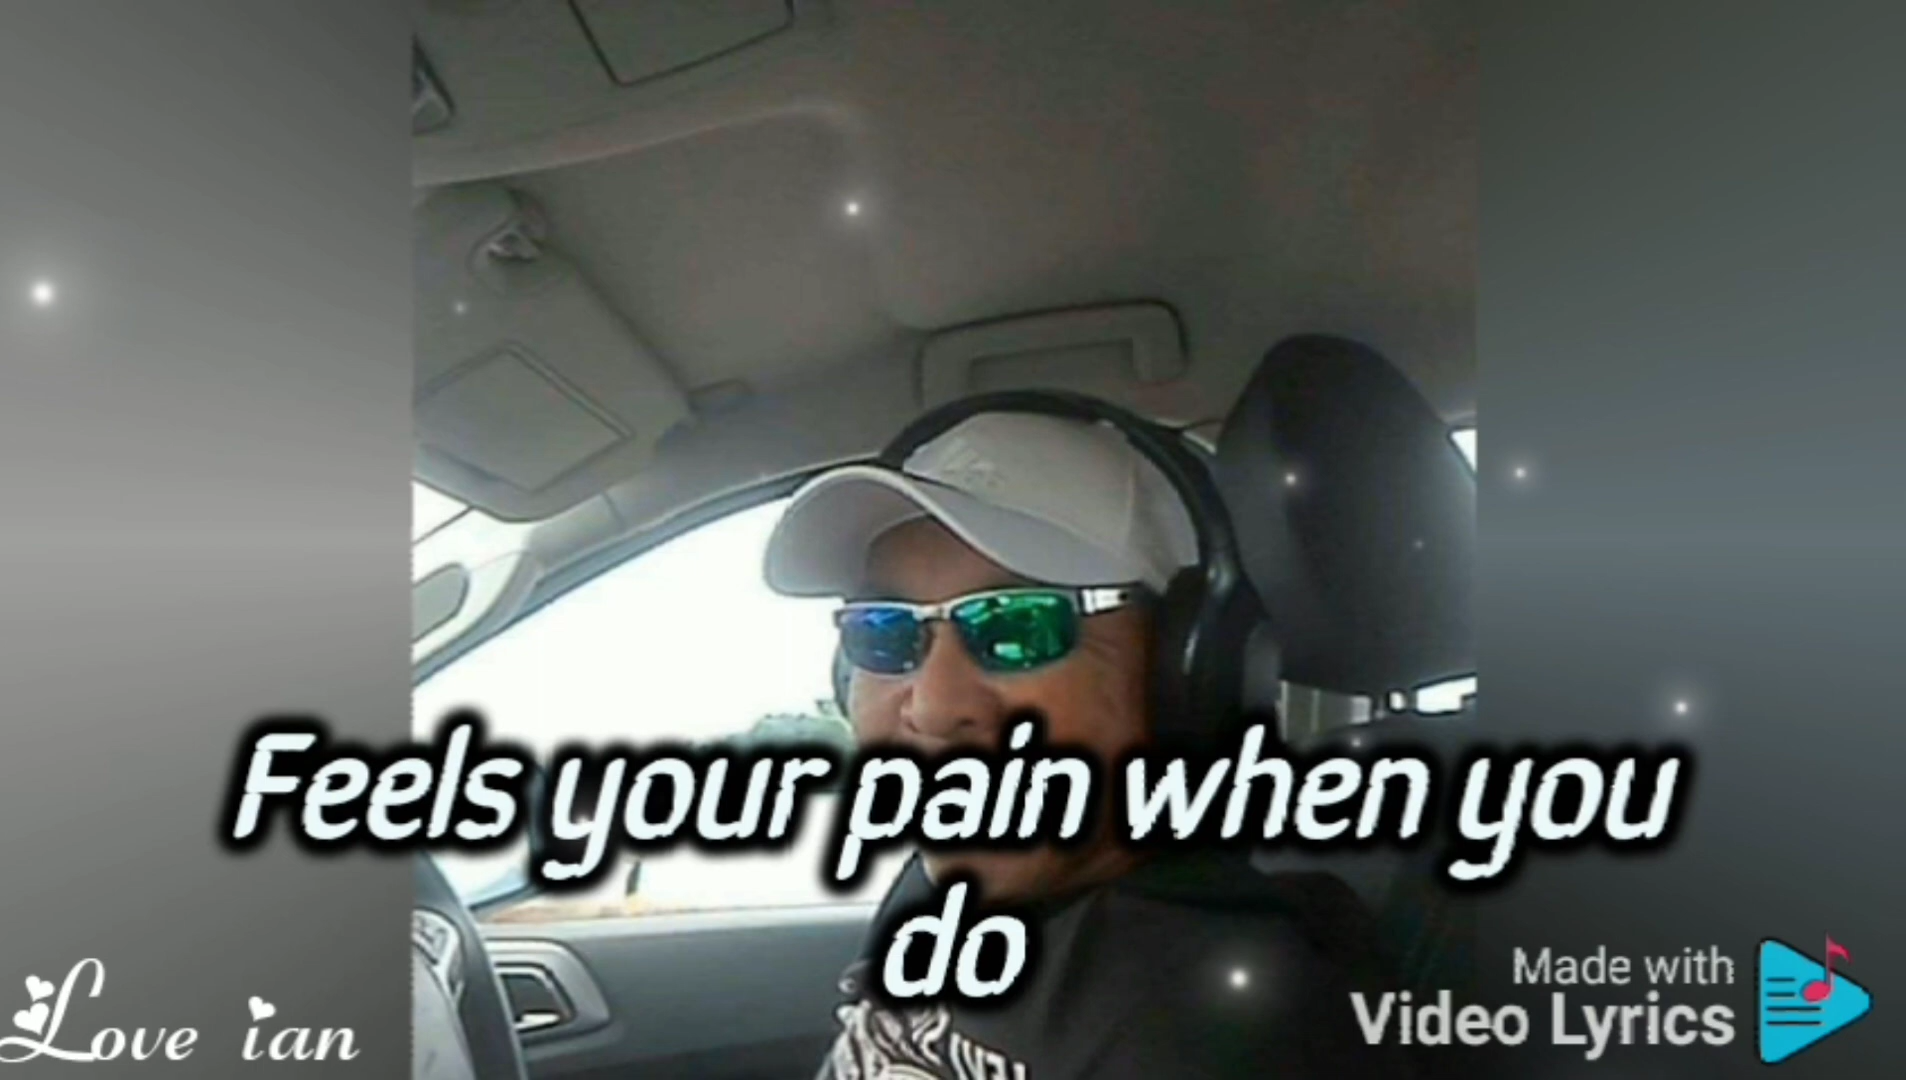 Feels your pain when you
do
Love ian
Made with
Video Lyrics